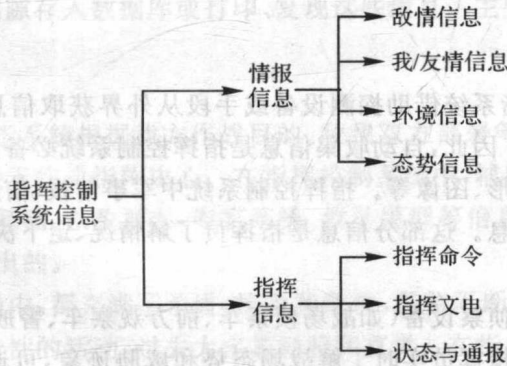 敌情信息
我/友情信息
情报
信息
环境信息
态势信息
指挥控制
系统信息
指挥命令
指挥
信息
指挥文电
状态与通报